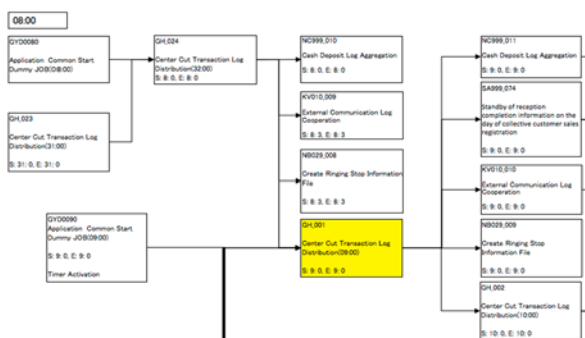 08:00
GYD0080
Application Common Start
Dummy JOB(08:00)
GH_023
Center Cut Transaction Log
Distribution(31:00)
S: 31: 0, E: 31: 0
GYD0090
Application Common Start
Dummy JOB(09:00)
S: 9: 0, E: 9: 0
Timer Activation
GH_024
Center Cut Transaction Log
Distribution(32:00)
S: 8: 0, E: 8: 0
NC999_010
Cash Deposit Log Aggregation
S: 8: 0, E: 8: 0
KV010_009
External Communication Log
Cooperation
S: 8: 3, E: 8: 3
NB029_008
Create Ringing Stop Information
File
S: 8: 3, E: 8: 3
GH_001
Center Cut Transaction Log
Distribution(09:00)
S: 9: 0, E: 9: 0
NC999_011
Cash Deposit Log Aggregation
S: 9: 0, E: 9: 0
SA999_074
Standby of reception
completion information on the
day of collective customer sales
registration
S: 9: 0, E: 9: 0
KV010_010
External Communication Log
Cooperation
S: 9: 0, E: 9: 0
NB029_009
Create Ringing Stop
Information File
S: 9: 0, E: 9: 0
GH_002
Center Cut Transaction Log
Distribution(10:00)
S: 10: 0, E: 10: 0